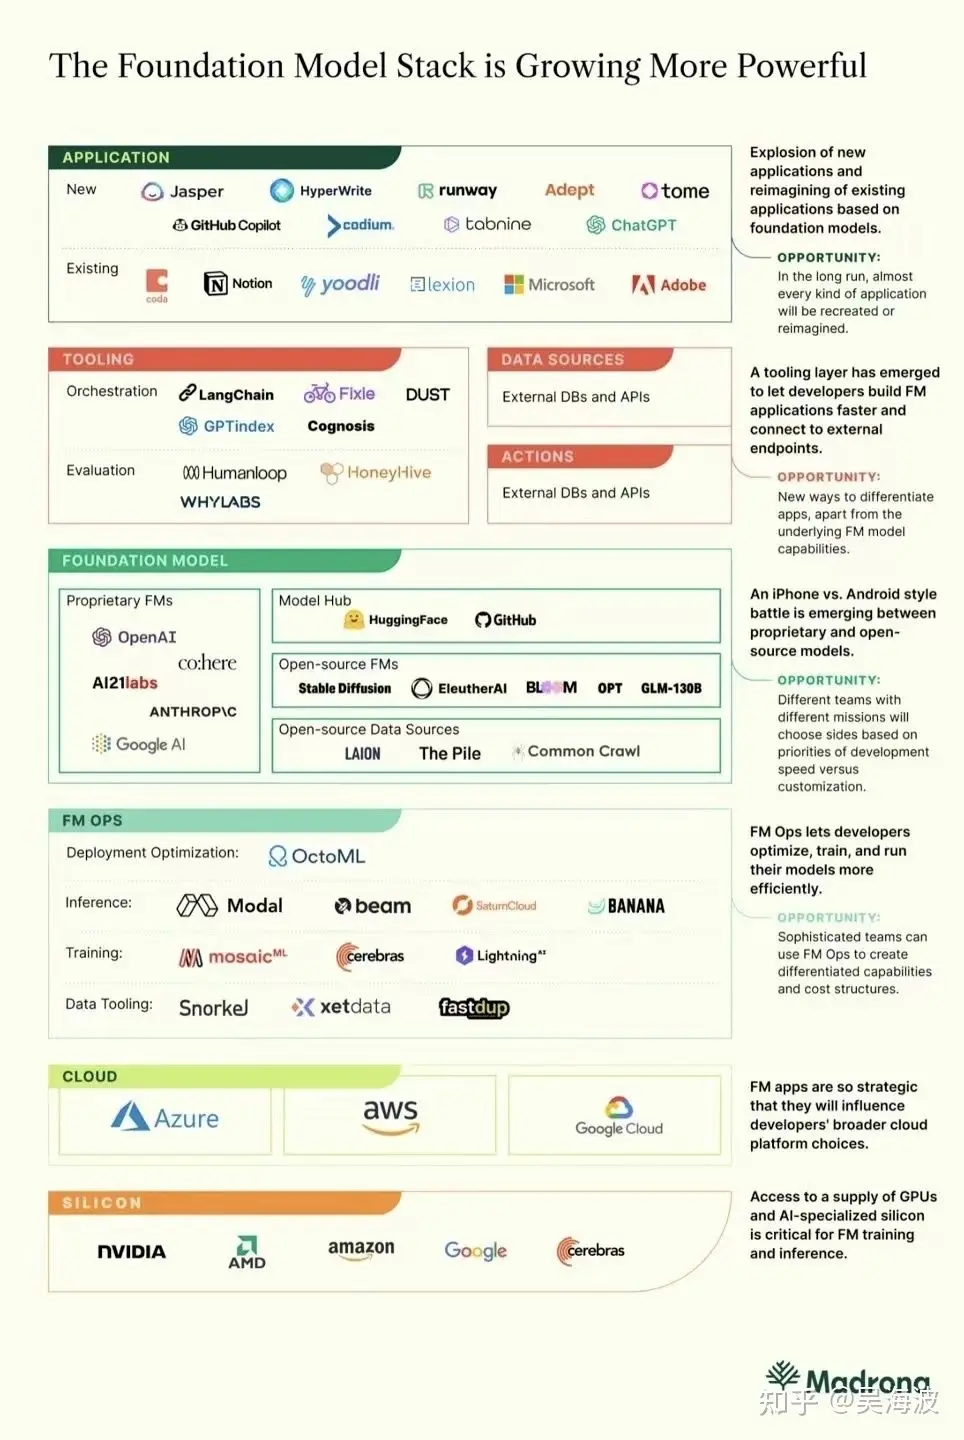 The Foundation Model Stack is Growing More Powerful
APPLICATION
New
Jasper
HyperWrite
runway
Adept
tome
GitHub Copilot
codium.
tabnine
ChatGPT
Existing
coda
Notion
yoodli
lexion
Microsoft
Adobe
Explosion of new
applications and
reimagining of existing
applications based on
foundation models.
OPPORTUNITY:
In the long run, almost
every kind of application
will be recreated or
reimagined.
TOOLING
Orchestration
LangChain
Fixie
DUST
GPTindex
Cognosis
Evaluation
Humanloop
HoneyHive
WHYLABS
DATA SOURCES
External DBs and APIs
ACTIONS
External DBs and APIs
A tooling layer has emerged
to let developers build FM
applications faster and
connect to external
endpoints.
OPPORTUNITY:
New ways to differentiate
apps, apart from the
underlying FM model
capabilities.
FOUNDATION MODEL
Proprietary FMs
OpenAI
co:here
AI21labs
ANTHROP\C
Google AI
Model Hub
HuggingFace
GitHub
Open-source FMs
Stable Diffusion
EleutherAI
BLOOM
OPT
GLM-130B
Open-source Data Sources
LAION
The Pile
Common Crawl
An iPhone vs. Android style
battle is emerging between
proprietary and open-
source models.
OPPORTUNITY:
Different teams with
different missions will
choose sides based on
priorities of development
speed versus
customization.
FM OPS
Deployment Optimization:
OctoML
Inference:
Modal
beam
SaturnCloud
BANANA
Training:
mosaicML
cerebras
Lightning AI
Data Tooling:
Snorkel
xetdata
fastdup
FM Ops lets developers
optimize, train, and run
their models more
efficiently.
OPPORTUNITY:
Sophisticated teams can
use FM Ops to create
differentiated capabilities
and cost structures.
CLOUD
Azure
aws
Google Cloud
FM apps are so strategic
that they will influence
developers' broader cloud
platform choices.
SILICON
NVIDIA
AMD
amazon
Google
cerebras
Access to a supply of GPUs
and AI-specialized silicon
is critical for FM training
and inference.
Madrona
知乎 @吴海波